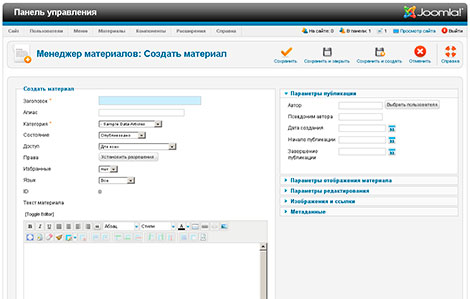 Панель управления Joomla!
Сайт Пользователи Меню Материалы Компоненты Расширения Справка На сайте: 0 В панели: 1 Просмотр сайта Выйти
Менеджер материалов: Создать материал
Сохранить Сохранить и закрыть Сохранить и создать Отменить Справка
Создать материал
Заголовок *
Алиас
Категория * - Sample Data-Articles
Состояние Опубликовано
Доступ Для всех
Права Установить разрешения
Избранные Нет
Язык Все
ID 0
Текст материала
[Toggle Editor]
B I U ABC Абзац Стили
Параметры публикации
Автор Выбрать пользователя
Псевдоним автора
Дата создания
Начало публикации
Завершение
публикации
Параметры отображения материала
Параметры редактирования
Изображения и ссылки
Метаданные